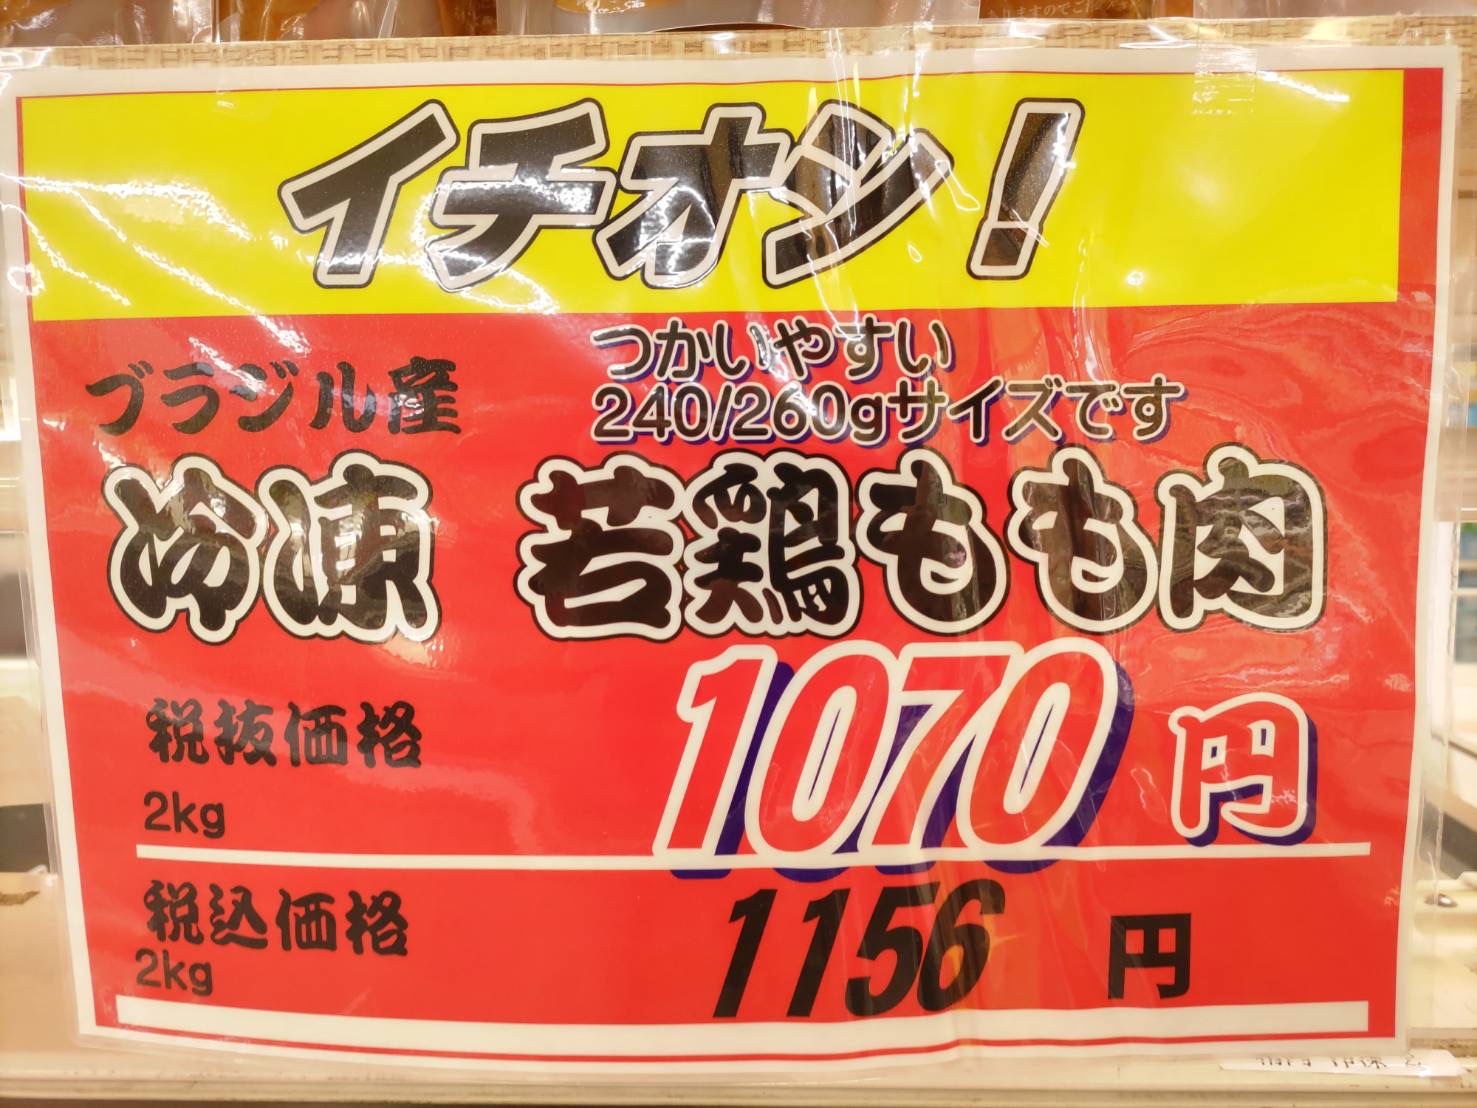 イチオシ！
つかいやすい
ブラジル産
240/260gサイズです
冷凍 若鶏もも肉
税抜価格
2kg
1070円
税込価格
2kg
1156円